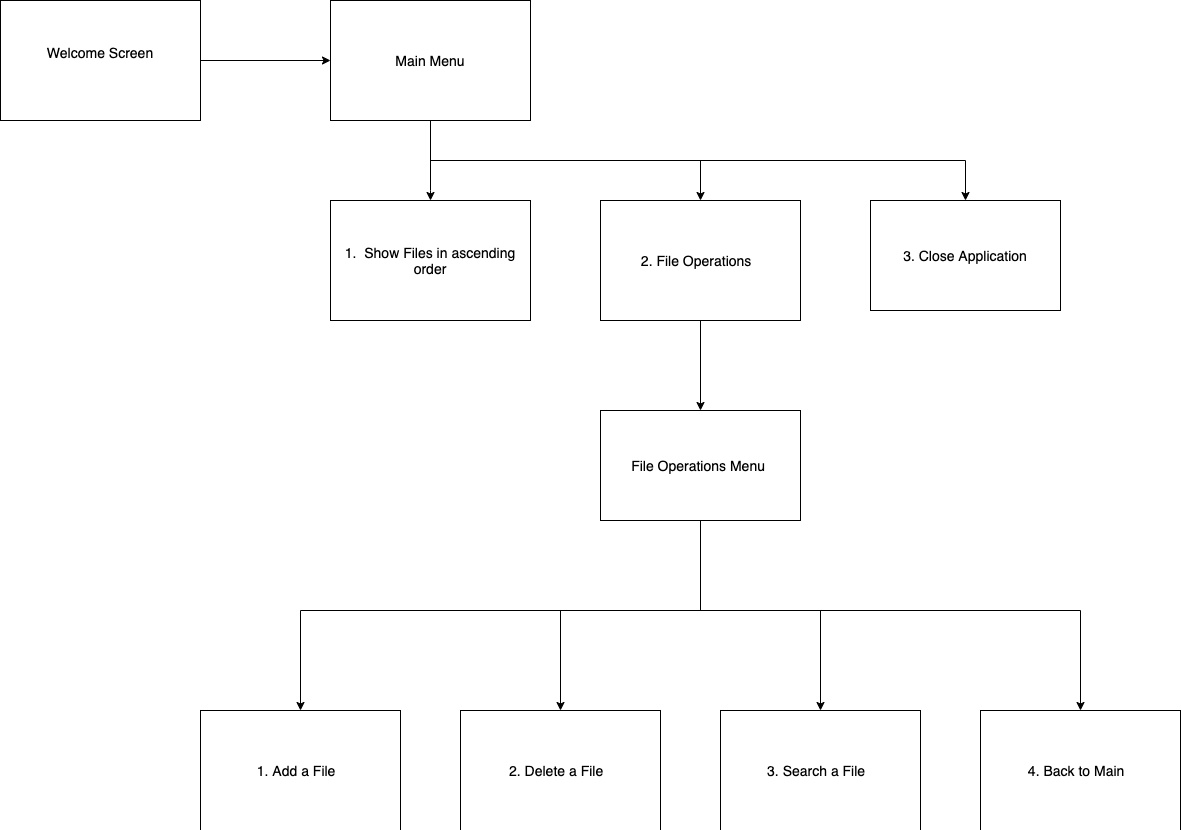 Welcome Screen
Main Menu
1. Show Files in ascending
order
2. File Operations
3. Close Application
File Operations Menu
1. Add a File
2. Delete a File
3. Search a File
4. Back to Main